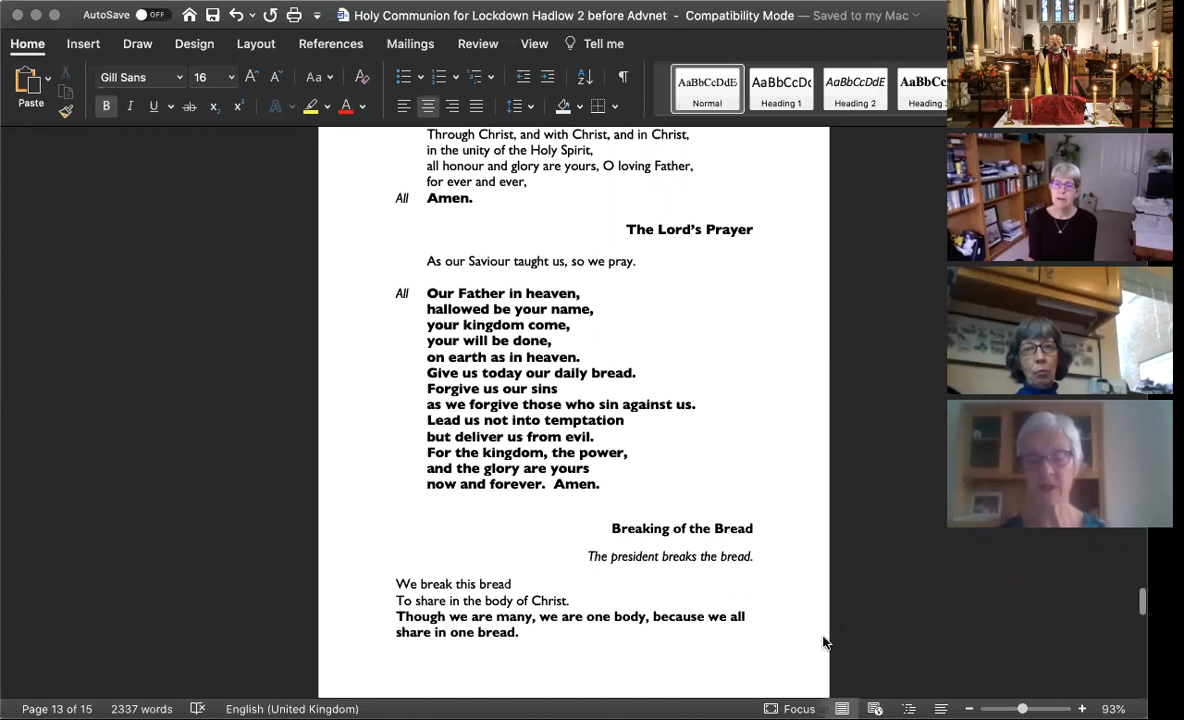 AutoSave OFF Holy Communion for Lockdown Hadlow 2 before Advnet - Compatibility Mode — Saved to my Mac
Home Insert Draw Design Layout References Mailings Review View Tell me
Paste Gill Sans 16 A A Aa A
B I U ab x2 x2 A A
AaBbCcDdE AaBbCcDc AaBbCcDdE AaBbCc
Normal Heading 1 Heading 2 Heading
Through Christ, and with Christ, and in Christ,
in the unity of the Holy Spirit,
all honour and glory are yours, O loving Father,
for ever and ever,
All Amen.
The Lord's Prayer
As our Saviour taught us, so we pray.
All Our Father in heaven,
hallowed be your name,
your kingdom come,
your will be done,
on earth as in heaven.
Give us today our daily bread.
Forgive us our sins
as we forgive those who sin against us.
Lead us not into temptation
but deliver us from evil.
For the kingdom, the power,
and the glory are yours
now and forever. Amen.
Breaking of the Bread
The president breaks the bread.
We break this bread
To share in the body of Christ.
Though we are many, we are one body, because we all
share in one bread.
Page 13 of 15 2337 words English (United Kingdom) Focus 93%